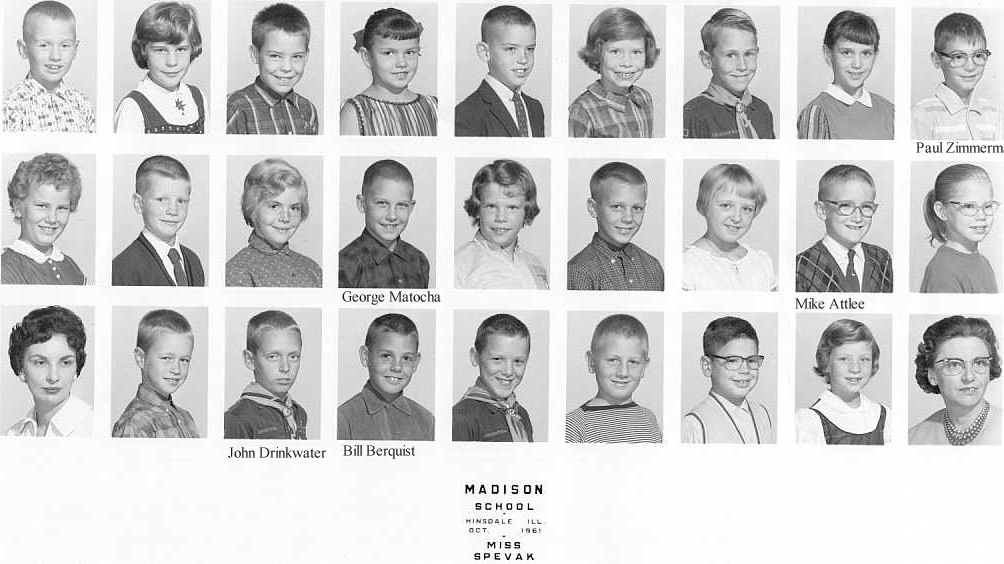 Paul Zimmerm
George Matocha
Mike Attlee
John Drinkwater
Bill Berquist
MADISON
SCHOOL
HINSDALE ILL.
OCT. 1961
MISS
SPEVAK